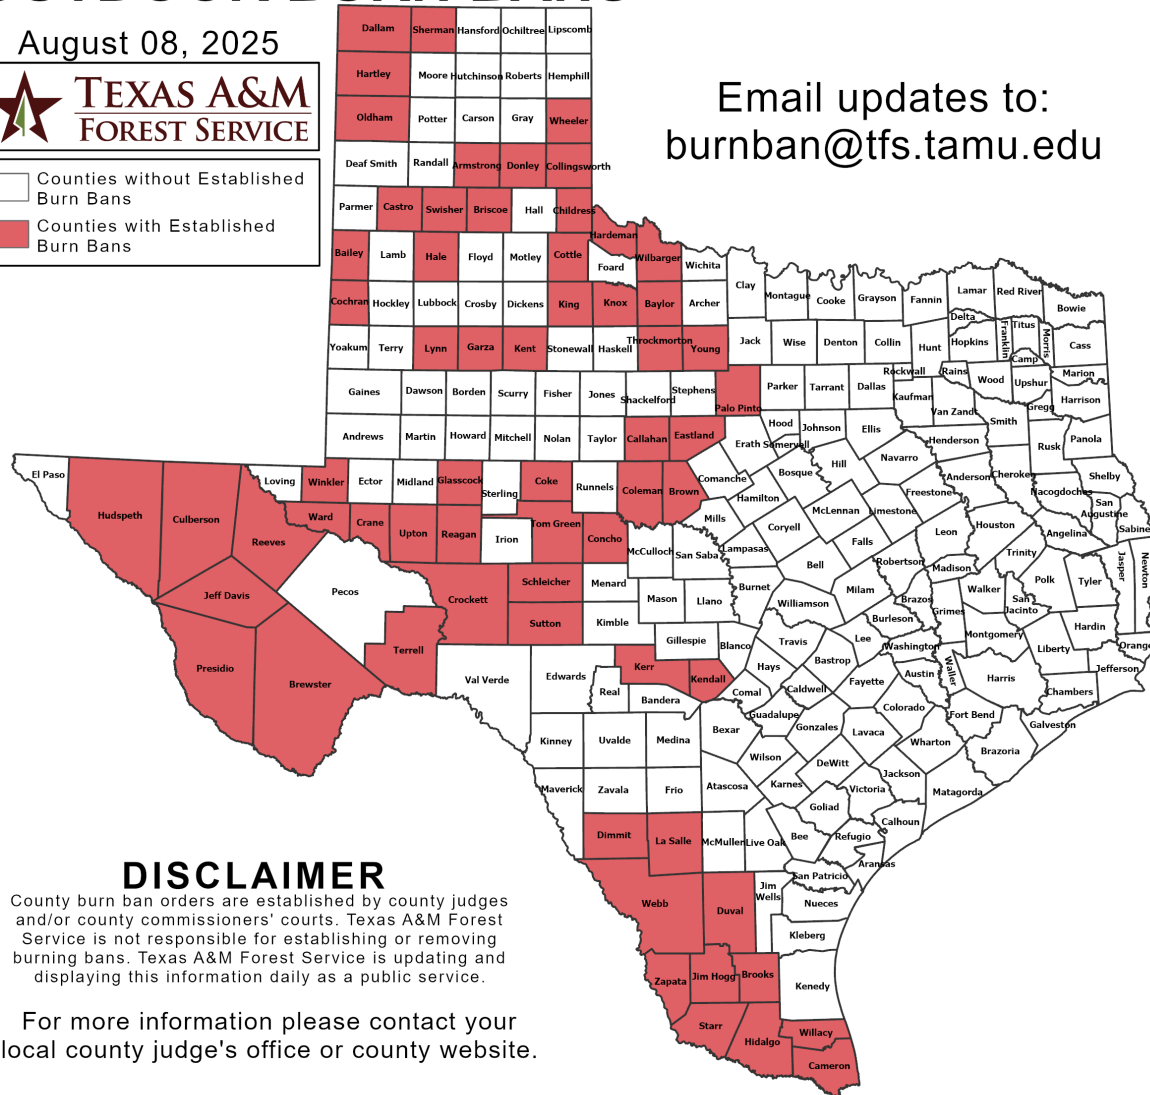 August 08, 2025
TEXAS A&M
FOREST SERVICE
Counties without Established
Burn Bans
Counties with Established
Burn Bans
Email updates to:
burnban@tfs.tamu.edu
Dallam Sherman Hansford Ochiltree Lipscomb
Hartley Moore Hutchinson Roberts Hemphill
Oldham Potter Carson Gray Wheeler
Deaf Smith Randall Armstrong Donley Collingsworth
Parmer Castro Swisher Briscoe Hall Childress
Hardeman
Bailey Lamb Hale Floyd Motley Cottle Foard Wilbarger Wichita
Clay Montague Cooke Grayson Fannin Lamar Red River Bowie
Cochran Hockley Lubbock Crosby Dickens King Knox Baylor Archer
Delta Franklin Titus Morris Cass
Yoakum Terry Lynn Garza Kent Stonewall Haskell Throckmorton Young Jack Wise Denton Collin Hunt Hopkins Camp
Rockwall Rains Wood Upshur Marion
Gaines Dawson Borden Scurry Fisher Jones Shackelford Stephens Palo Pinto Parker Tarrant Dallas Kaufman Van Zandt Gregg Harrison
Andrews Martin Howard Mitchell Nolan Taylor Callahan Eastland Erath Hood Somervell Johnson Ellis Henderson Smith Rusk Panola
El Paso Hudspeth Culberson Reeves Loving Winkler Ector Midland Glasscock Sterling Coke Runnels Coleman Brown Comanche Hamilton Bosque Hill Navarro Freestone Anderson Cherokee Nacogdoches Shelby
San
Augustine
Sabine
Ward Crane Upton Reagan Irion Tom Green Concho McCulloch San Saba Mills Lampasas Coryell McLennan Limestone Falls Leon Houston Angelina
Jeff Davis Pecos Crockett Schleicher Menard Mason Llano Burnet Bell Milam Robertson Madison Trinity Polk Tyler Jasper Newton
Presidio Brewster Terrell Sutton Kimble Gillespie Blanco Williamson Travis Lee Burleson Brazos Grimes Walker
San
Jacinto
Montgomery Liberty Hardin Orange
Val Verde Edwards Real Kerr Kendall Bandera Comal Hays Bastrop Caldwell Fayette Washington Austin Waller Harris Chambers Jefferson
Kinney Uvalde Medina Bexar Guadalupe Gonzales Lavaca Colorado Wharton Fort Bend Brazoria Galveston
Maverick Zavala Frio Atascosa Wilson Karnes DeWitt Victoria Jackson Matagorda
Dimmit La Salle McMullen Live Oak Bee Goliad Refugio Calhoun Aransas
Webb Duval
Jim
Wells
San Patricio
Nueces
Kleberg
Zapata Jim Hogg Brooks Kenedy
Starr Hidalgo Willacy
Cameron
DISCLAIMER
County burn ban orders are established by county judges
and/or county commissioners' courts. Texas A&M Forest
Service is not responsible for establishing or removing
burning bans. Texas A&M Forest Service is updating and
displaying this information daily as a public service.
For more information please contact your
local county judge's office or county website.